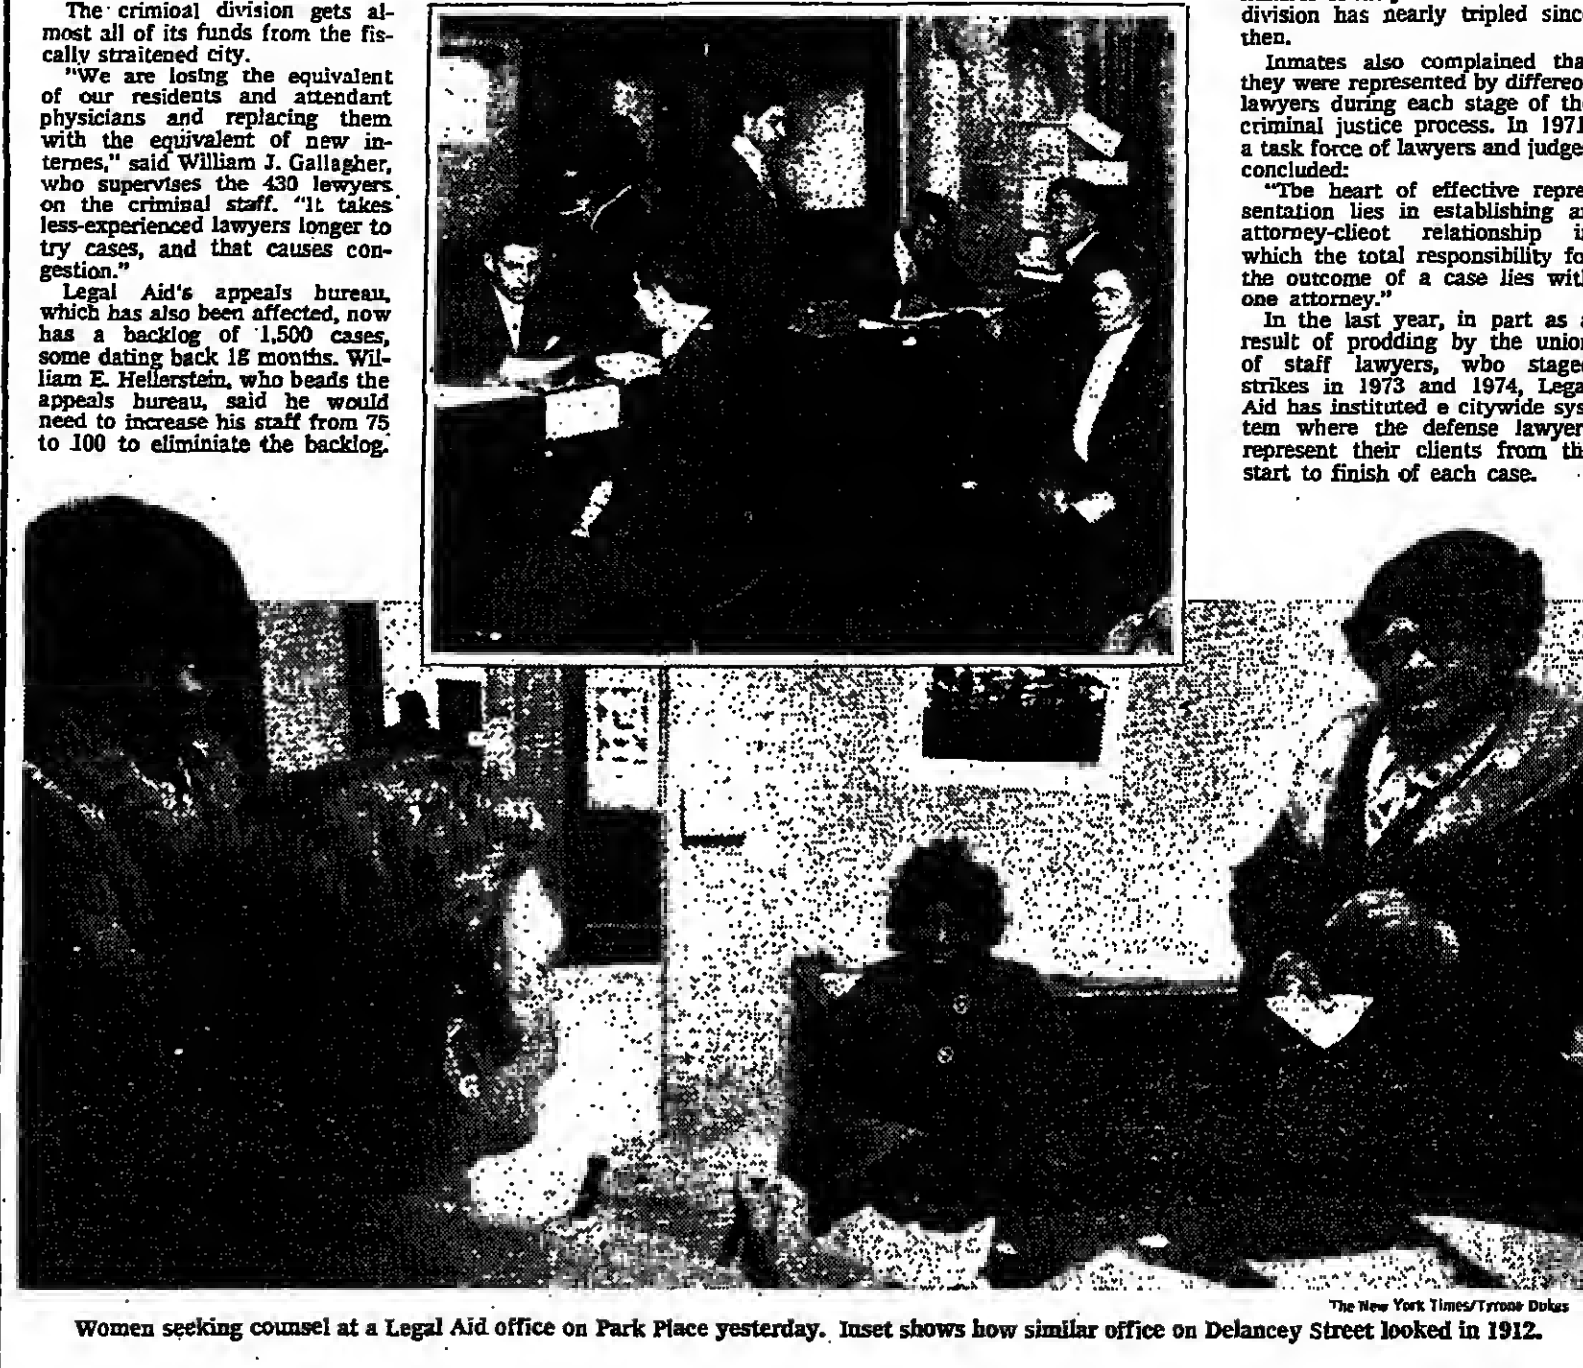 The crimioal division gets al-
most all of its funds from the fis-
cally straitened city.
"We are losing the equivalent
of our residents and attendant
physicians and replacing them
with the equivalent of new in-
ternes," said William J. Gallagher,
who supervises the 430 lewyers
on the criminal staff. "It takes
less-experienced lawyers longer to
try cases, and that causes con-
gestion."
Legal Aid's appeals bureau,
which has also been affected, now
has a backlog of 1,500 cases,
some dating back 18 months. Wil-
liam E. Hellerstein, who beads the
appeals bureau, said he would
need to increase his staff from 75
to 100 to eliminiate the backlog.
division has nearly tripled sinc
then.
Inmates also complained tha
they were represented by differeo
lawyers during each stage of th
criminal justice process. In 1971
a task force of lawyers and judge
concluded:
"Tbe heart of effective repre
sentation lies in establishing a
attorney-clieot relationship i
which the total responsibility fo
the outcome of a case lies wit
one attorney."
In the last year, in part as
result of prodding by the union
of staff lawyers, who stage
strikes in 1973 and 1974, Lega
Aid has instituted e citywide sys
tem where the defense lawyer
represent their clients from th
start to finish of each case.
The New York Times/Tyrone Dukes
Women seeking counsel at a Legal Aid office on Park Place yesterday. Inset shows how similar office on Delancey Street looked in 1912.